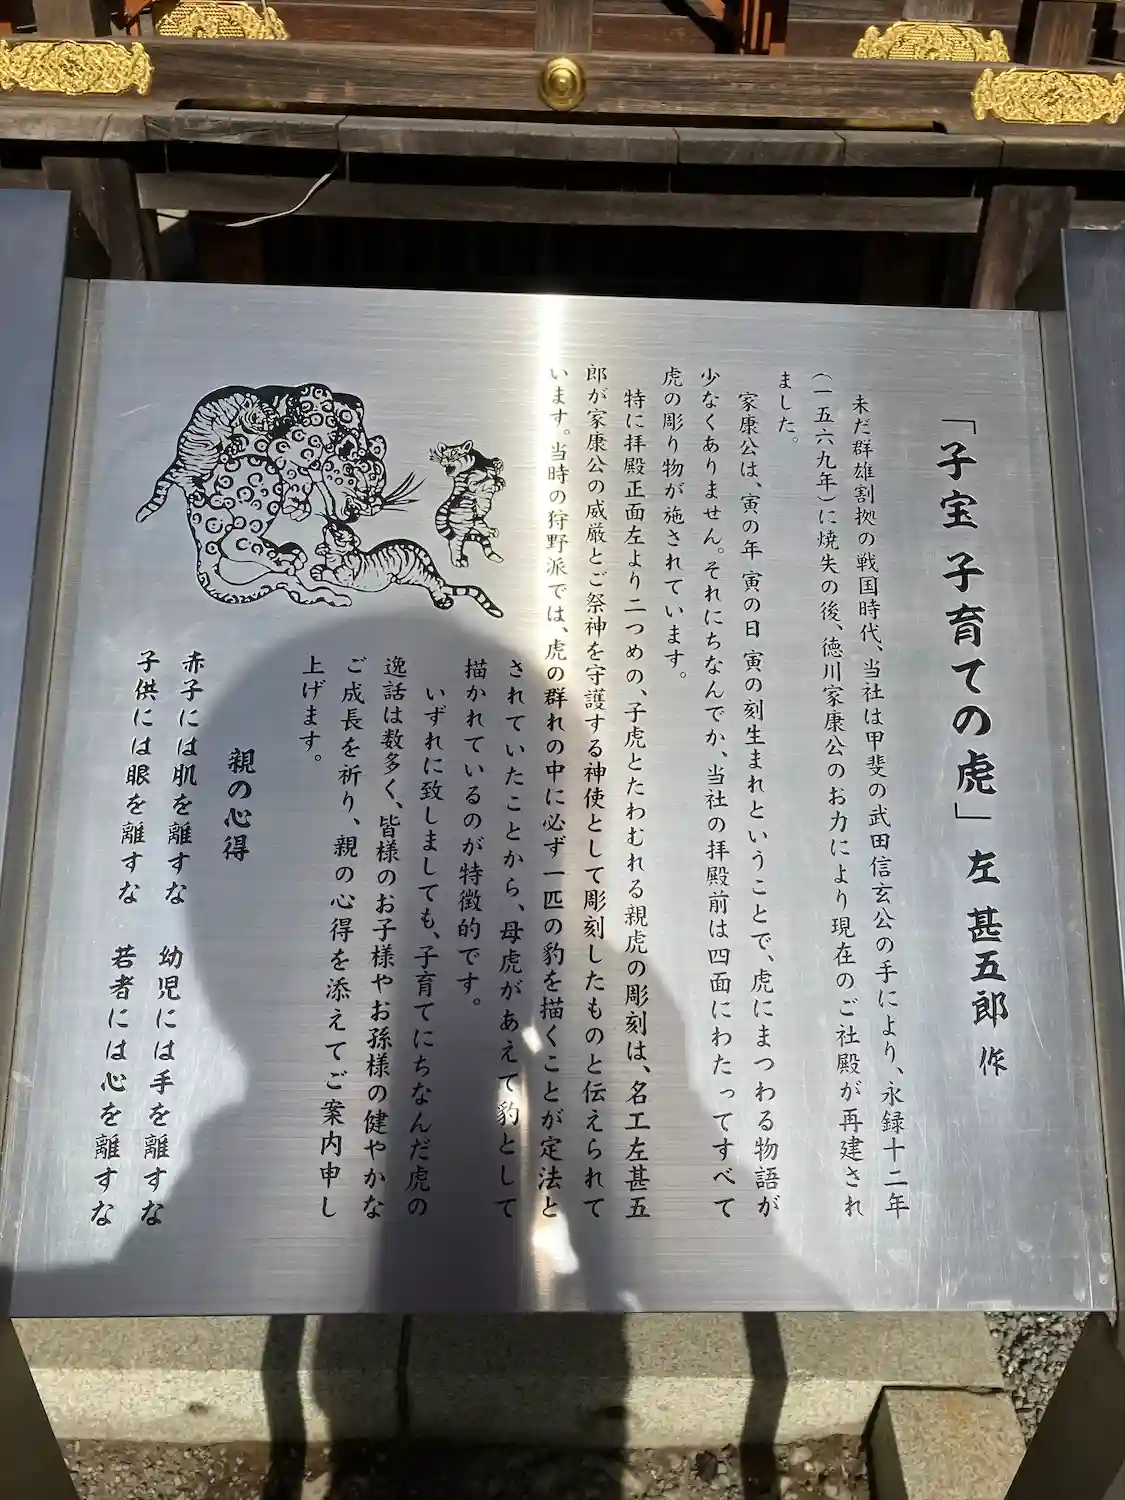 「子宝 子育ての虎」 左 甚五郎 作
未だ群雄割拠の戦国時代、当社は甲斐の武田信玄公の手により、永録十二年
(一五六九年)に焼失の後、徳川家康公のお力により現在のご社殿が再建され
ました。
家康公は、寅の年 寅の日 寅の刻生まれということで、虎にまつわる物語が
少なくありません。それにちなんでか、当社の拝殿前は四面にわたってすべて
虎の彫り物が施されています。
特に拝殿正面左より二つめの、子虎とたわむれる親虎の彫刻は、名工左甚五
郎が家康公の威厳とご祭神を守護する神使として彫刻したものと伝えられて
います。当時の狩野派では、虎の群れの中に必ず一匹の豹を描くことが定法と
されていたことから、母虎があえて豹として
描かれているのが特徴的です。
いずれに致しましても、子育てにちなんだ虎の
逸話は数多く、皆様のお子様やお孫様の健やかな
ご成長を祈り、親の心得を添えてご案内申し
上げます。
親の心得
赤子には肌を離すな 幼児には手を離すな
子供には眼を離すな 若者には心を離すな